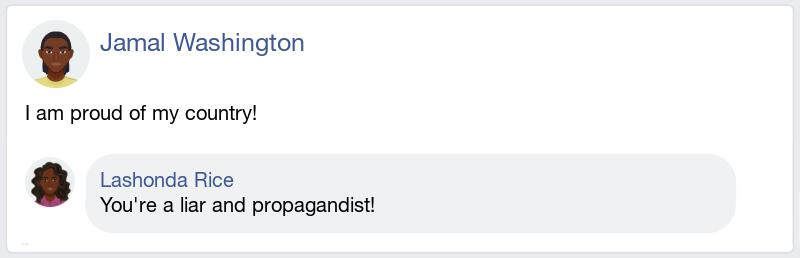 Jamal Washington
I am proud of my country!
Lashonda Rice
You're a liar and propagandist!